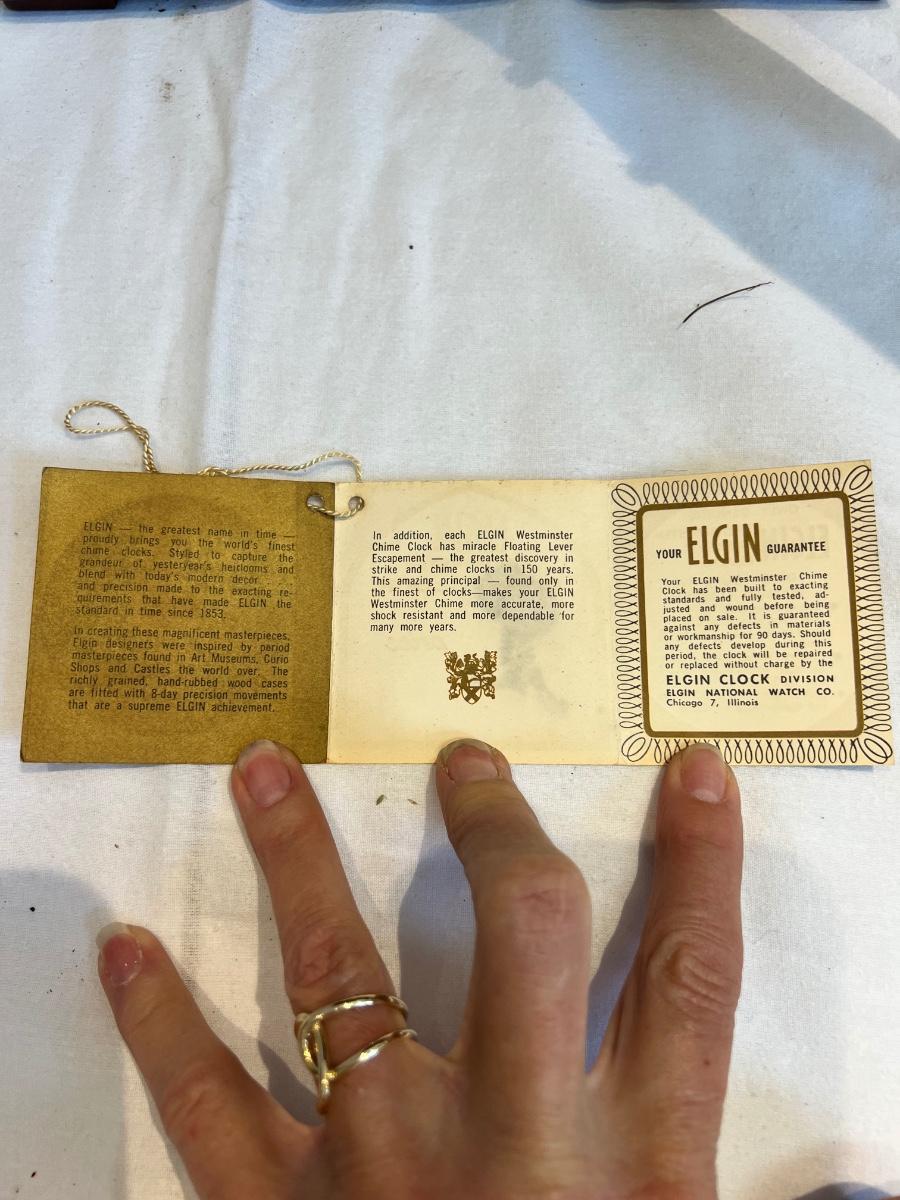 ELGIN — the greatest name in time —
proudly brings you the world's finest
chime clocks. Styled to capture the
grandeur of yesteryear's heirlooms and
blend with today's modern decor . . .
and precision made to the exacting re-
quirements that have made ELGIN the
standard in time since 1853.
In creating these magnificent masterpieces,
Elgin designers were inspired by period
masterpieces found in Art Museums, Curio
Shops and Castles the world over. The
richly grained, hand-rubbed wood cases
are fitted with 8-day precision movements
that are a supreme ELGIN achievement.
In addition, each ELGIN Westminster
Chime Clock has miracle Floating Lever
Escapement — the greatest discovery in
strike and chime clocks in 150 years.
This amazing principal — found only in
the finest of clocks—makes your ELGIN
Westminster Chime more accurate, more
shock resistant and more dependable for
many more years.
YOUR ELGIN GUARANTEE
Your ELGIN Westminster Chime
Clock has been built to exacting
standards and fully tested, ad-
justed and wound before being
placed on sale. It is guaranteed
against any defects in materials
or workmanship for 90 days. Should
any defects develop during this
period, the clock will be repaired
or replaced without charge by the
ELGIN CLOCK DIVISION
ELGIN NATIONAL WATCH CO.
Chicago 7, Illinois